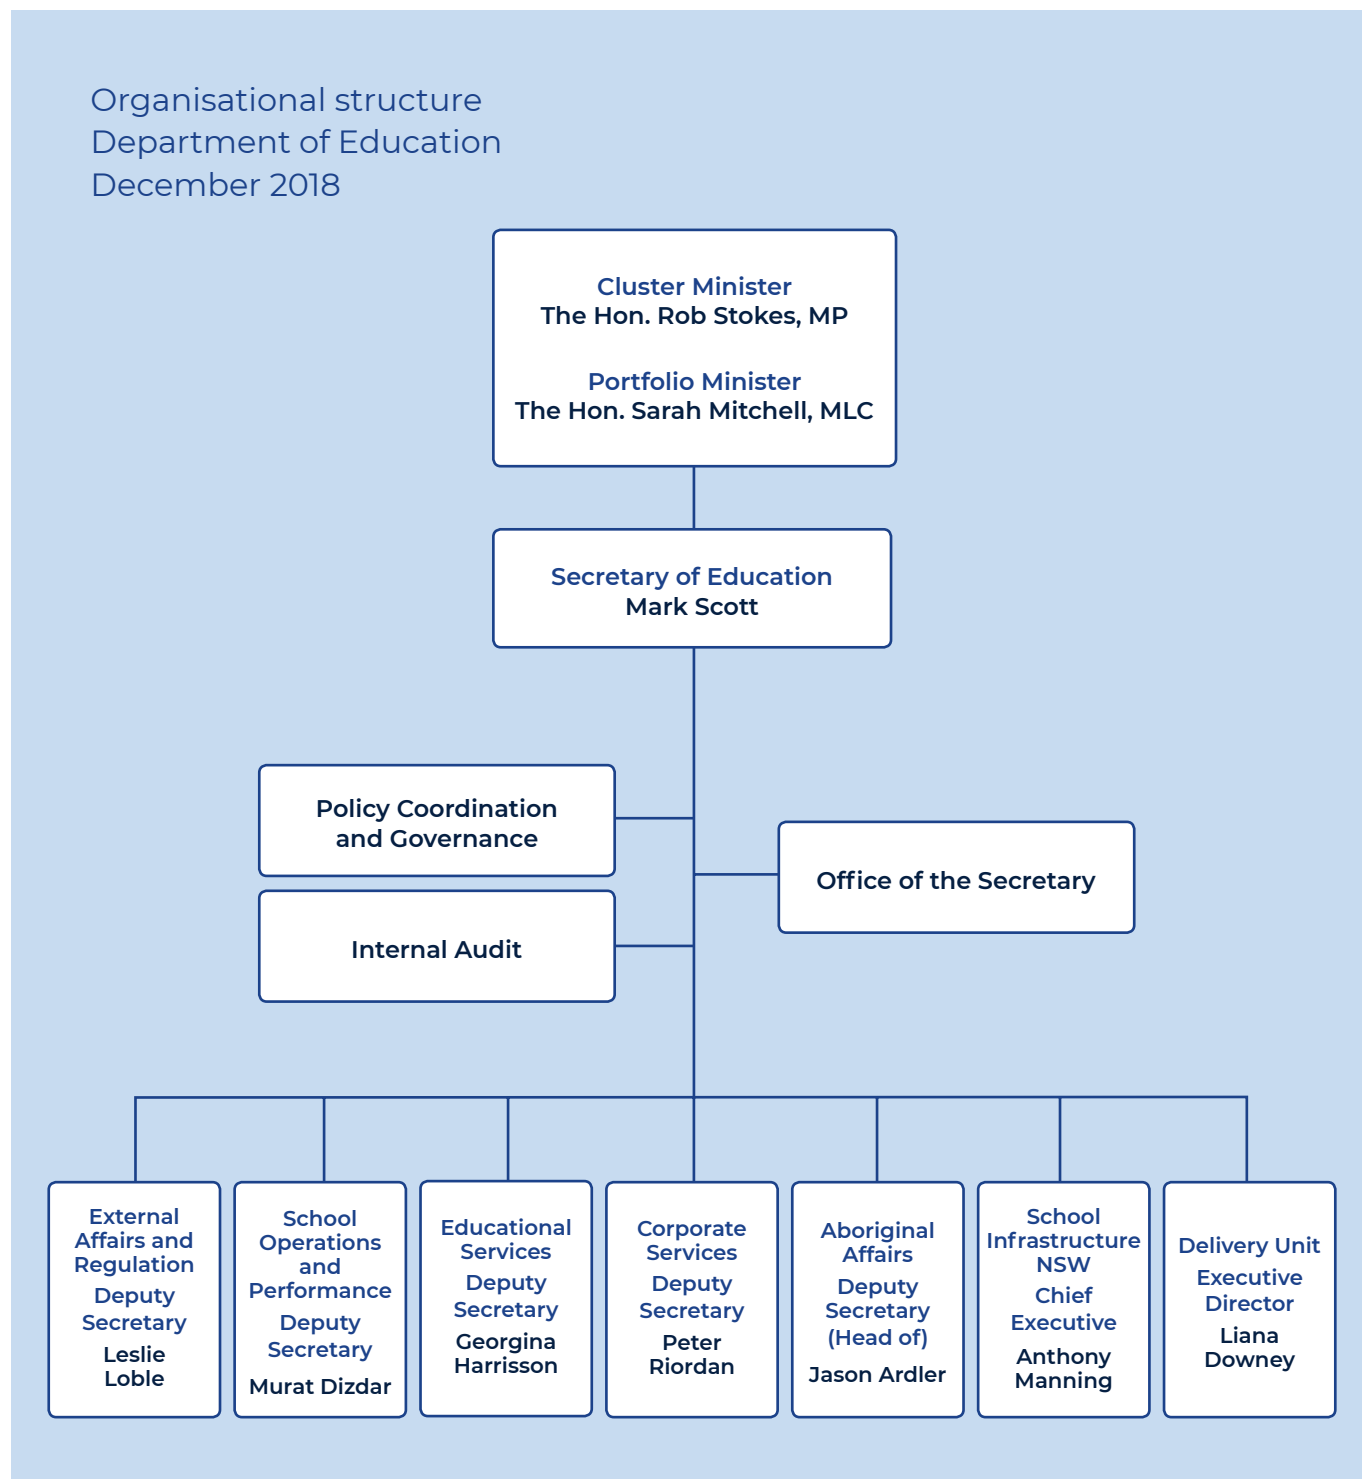 Organisational structure
Department of Education
December 2018
Cluster Minister
The Hon. Rob Stokes, MP
Portfolio Minister
The Hon. Sarah Mitchell, MLC
Secretary of Education
Mark Scott
Policy Coordination
and Governance
Office of the Secretary
Internal Audit
External
Affairs and
Regulation
Deputy
Secretary
Leslie
Loble
School
Operations
and
Performance
Deputy
Secretary
Murat Dizdar
Educational
Services
Deputy
Secretary
Georgina
Harrisson
Corporate
Services
Deputy
Secretary
Peter
Riordan
Aboriginal
Affairs
Deputy
Secretary
(Head of)
Jason Ardler
School
Infrastructure
NSW
Chief
Executive
Anthony
Manning
Delivery Unit
Executive
Director
Liana
Downey